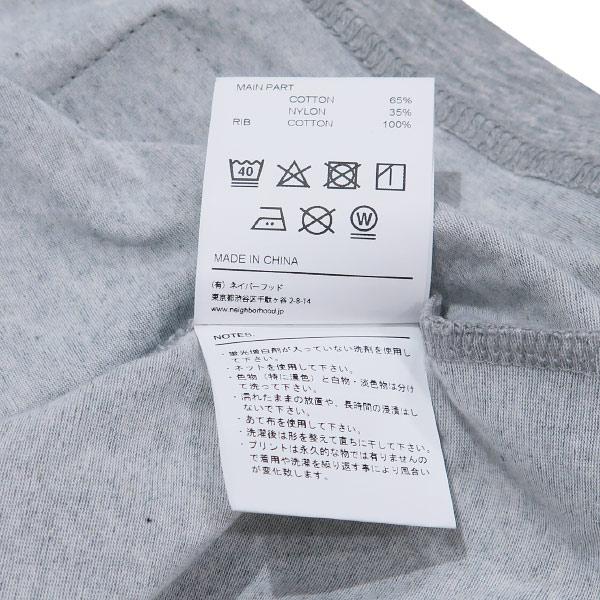 MAIN PART
COTTON 65%
NYLON 35%
RIB COTTON 100%
40
W
MADE IN CHINA
(有) ネイバーフッド
東京都渋谷区千駄ヶ谷 2-8-14
www.neighborhood.jp
NOTES:
・蛍光増白剤が入っていない洗剤を使用し
て下さい。
・ネットを使用して下さい。
・色物 (特に濃色) と白物・淡色物は分け
て洗って下さい。
・濡れたままの放置や、長時間の浸漬はし
ないで下さい。
・あて布を使用して下さい。
・洗濯後は形を整えて直ちに干して下さい。
・プリントは永久的な物では有りませんの
で着用や洗濯を繰り返す事により風合い
が変化致します。